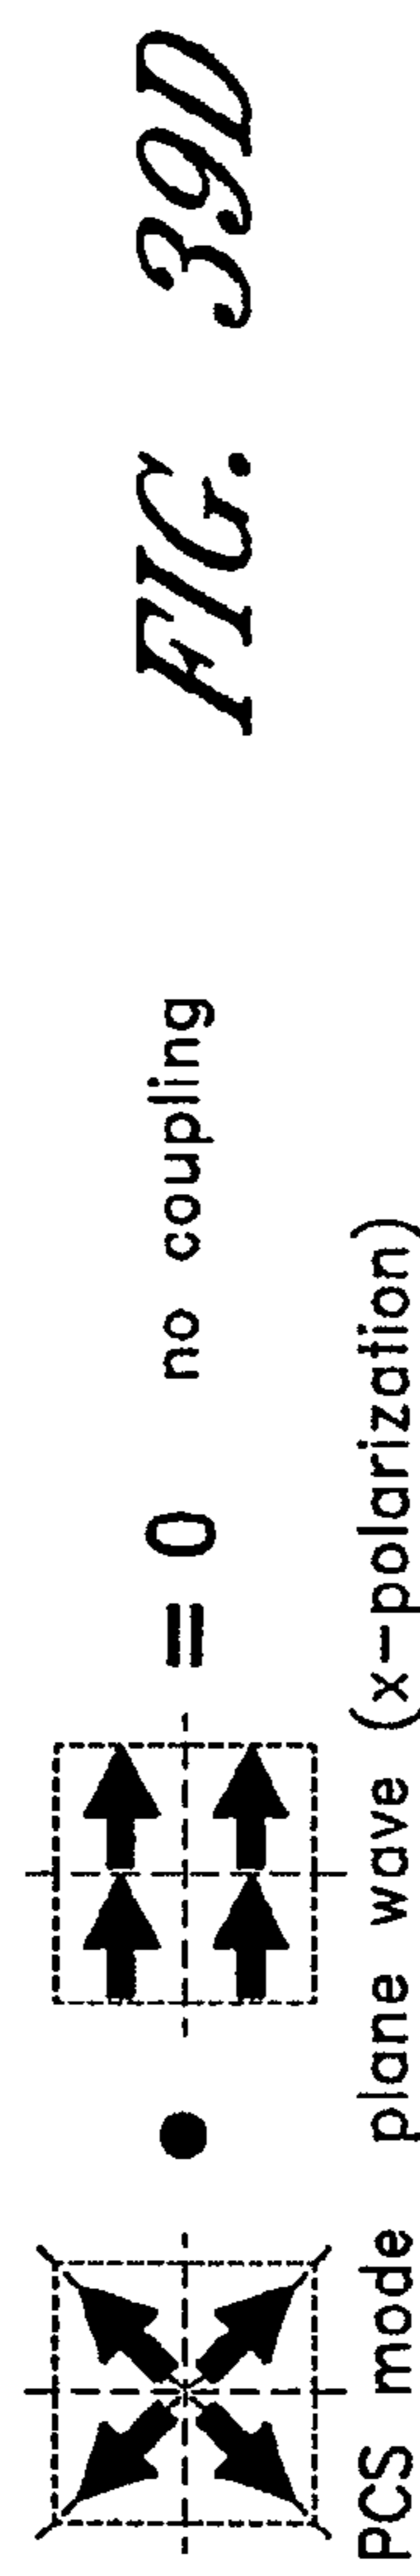 = 0 no coupling
PCS mode plane wave (x-polarization)
FIG. 39D